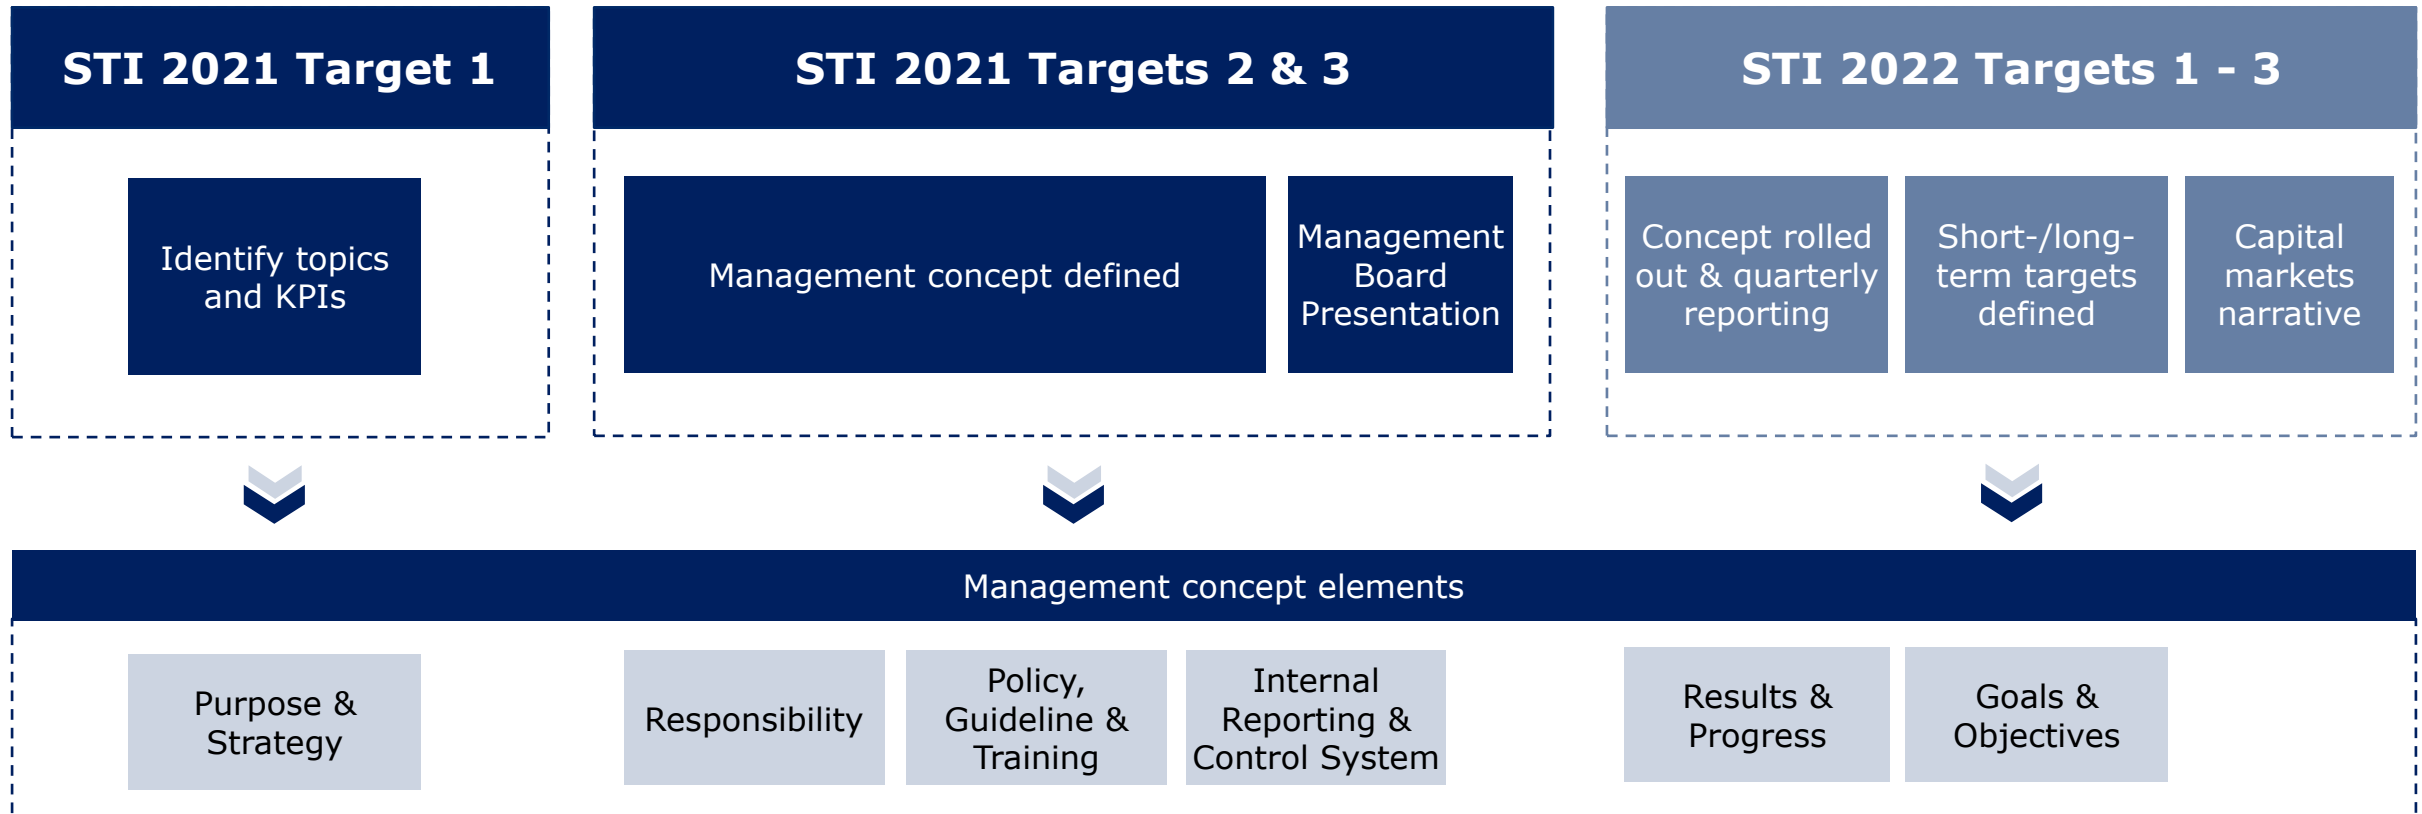 STI 2021 Target 1
STI 2021 Targets 2 & 3
STI 2022 Targets 1 - 3
Identify topics
and KPIs
Management concept defined
Management
Board
Presentation
Concept rolled
out & quarterly
reporting
Short-/long-
term targets
defined
Capital
markets
narrative
Management concept elements
Purpose &
Strategy
Responsibility
Policy,
Guideline &
Training
Internal
Reporting &
Control System
Results &
Progress
Goals &
Objectives